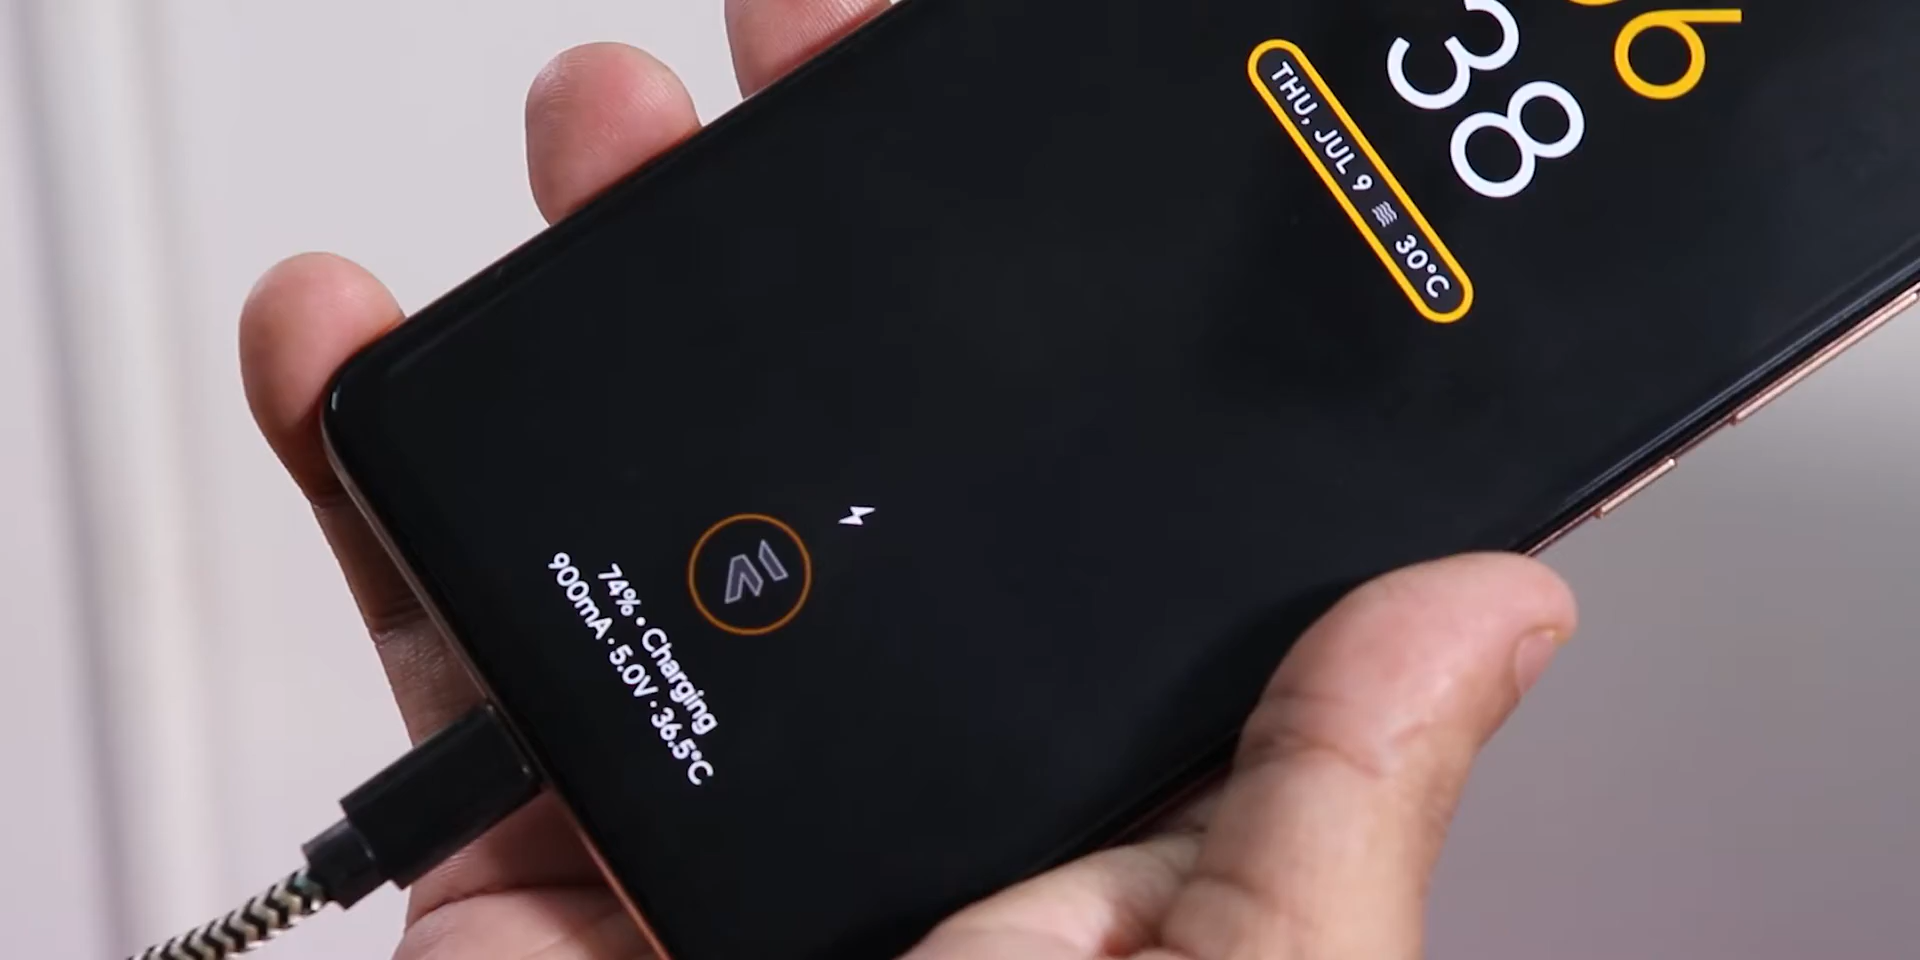 38
THU, JUL 9 30°C
74% • Charging
900mA • 5.0V • 36.5°C